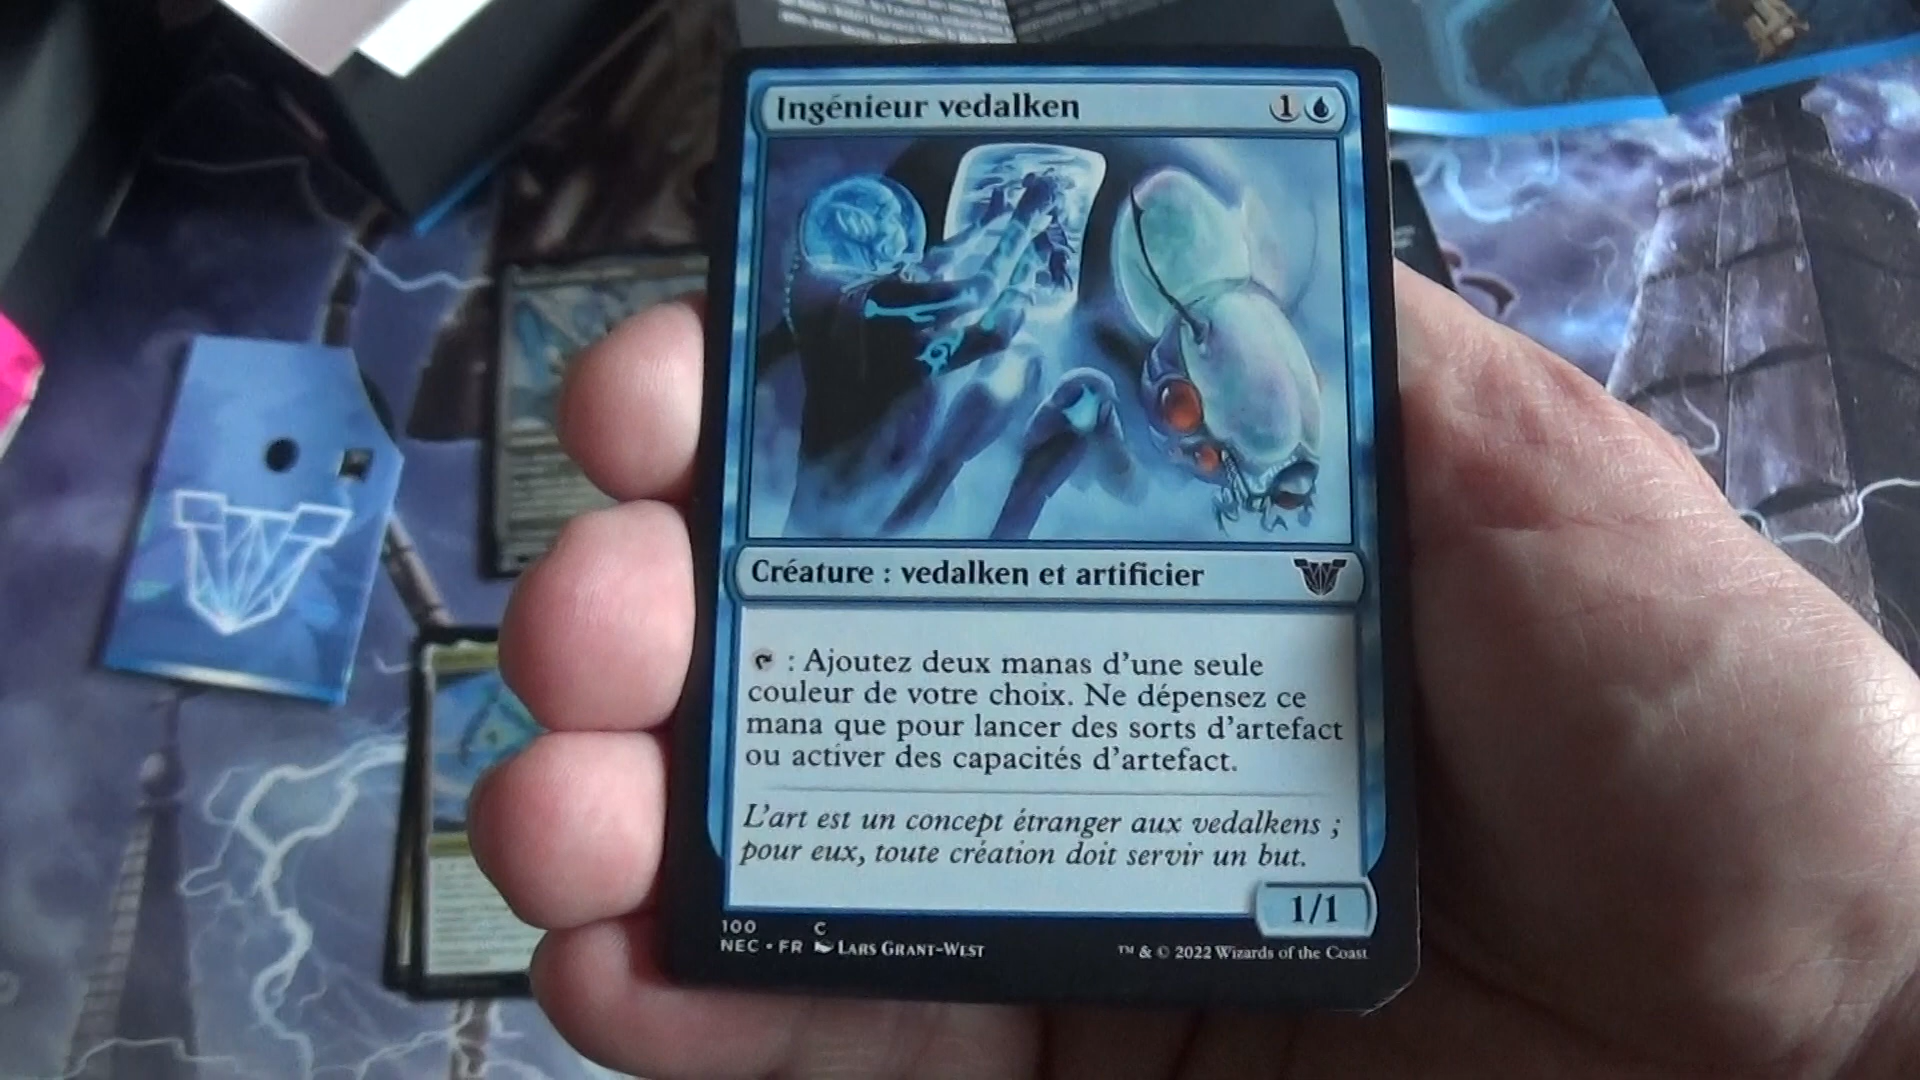 Ingénieur vedalken 1
Créature : vedalken et artificier
: Ajoutez deux manas d’une seule
couleur de votre choix. Ne dépensez ce
mana que pour lancer des sorts d’artefact
ou activer des capacités d’artefact.
L’art est un concept étranger aux vedalkens ;
pour eux, toute création doit servir un but.
1/1
100 C
NEC • FR Lars Grant-West ™ & © 2022 Wizards of the Coast